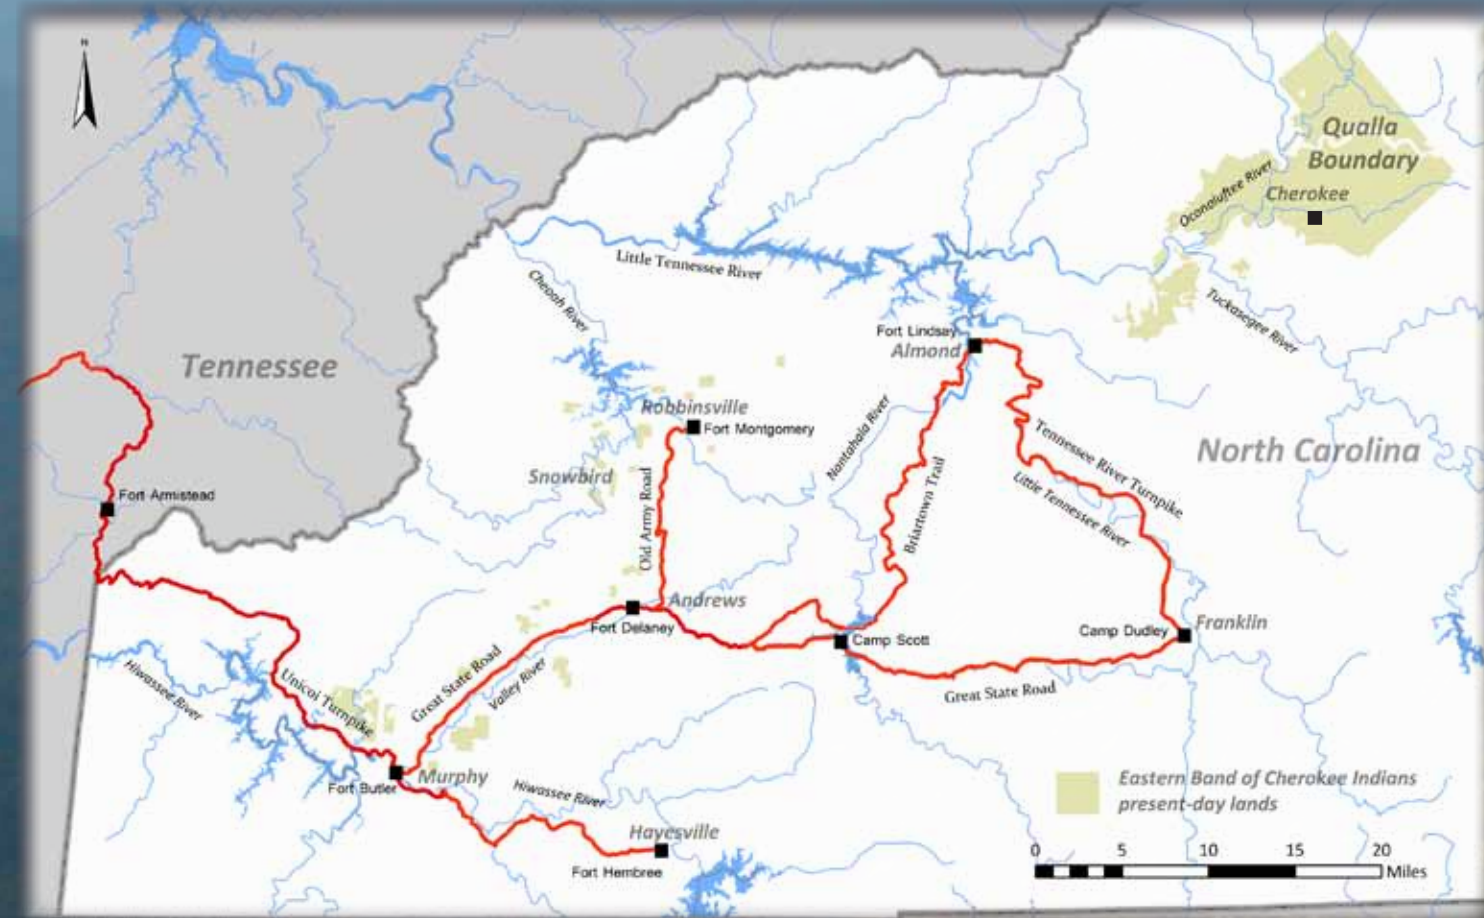 N
Qualla
Boundary
Oconaluftee River
Cherokee
Little Tennessee River
Cheoah River
Tuckasegee River
Fort Lindsay
Almond
Tennessee
Robbinsville
Fort Montgomery
Nantahala River
Tennessee River Turnpike
North Carolina
Snowbird
Little Tennessee River
Fort Armistead
Old Army Road
Briartown Trail
Andrews
Fort Delaney
Camp Scott
Camp Dudley
Franklin
Hiwassee River
Unicoi Turnpike
Great State Road
Valley River
Great State Road
Murphy
Fort Butler
Hiwassee River
Hayesville
Fort Hembree
Eastern Band of Cherokee Indians
present-day lands
0 5 10 15 20
Miles